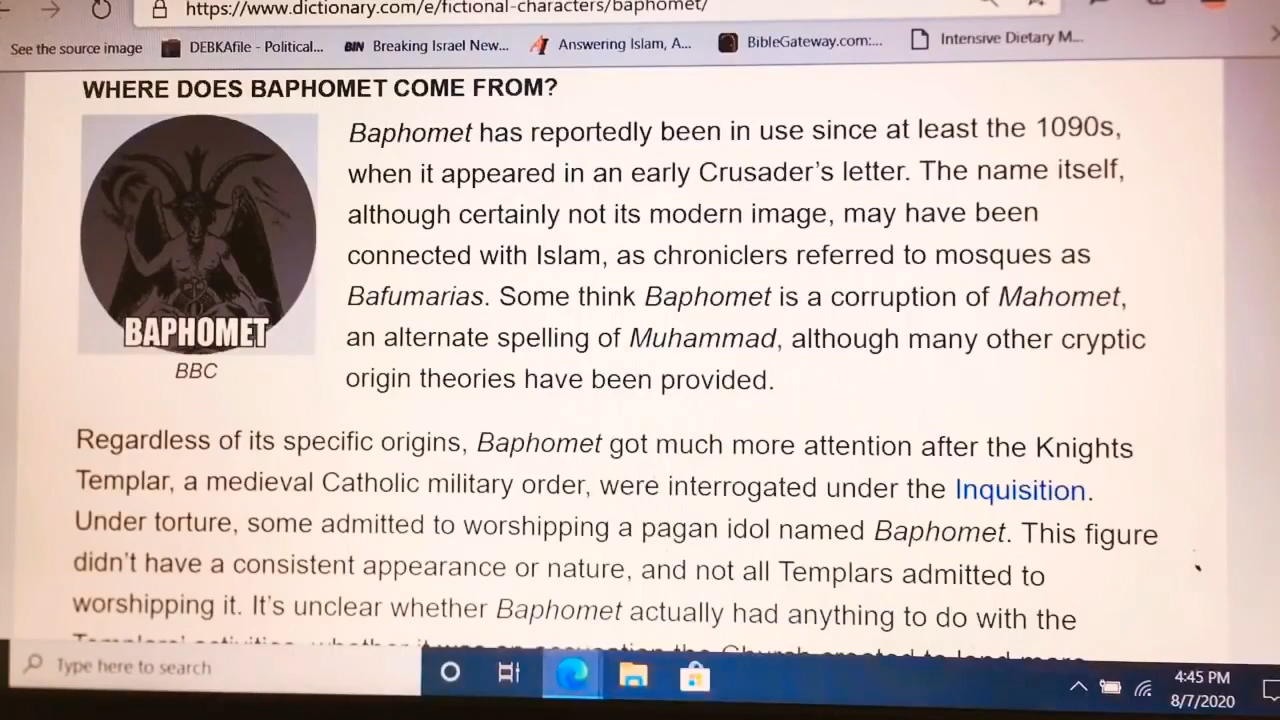 https://www.dictionary.com/e/fictional-characters/baphomet/
See the source image
DEBKAfile - Political...
BIN Breaking Israel New...
Answering Islam, A...
BibleGateway.com:...
Intensive Dietary M...
WHERE DOES BAPHOMET COME FROM?
BAPHOMET
BBC
Baphomet has reportedly been in use since at least the 1090s,
when it appeared in an early Crusader’s letter. The name itself,
although certainly not its modern image, may have been
connected with Islam, as chroniclers referred to mosques as
Bafumarias. Some think Baphomet is a corruption of Mahomet,
an alternate spelling of Muhammad, although many other cryptic
origin theories have been provided.
Regardless of its specific origins, Baphomet got much more attention after the Knights
Templar, a medieval Catholic military order, were interrogated under the Inquisition.
Under torture, some admitted to worshipping a pagan idol named Baphomet. This figure
didn’t have a consistent appearance or nature, and not all Templars admitted to
worshipping it. It’s unclear whether Baphomet actually had anything to do with the
Type here to search
4:45 PM
8/7/2020